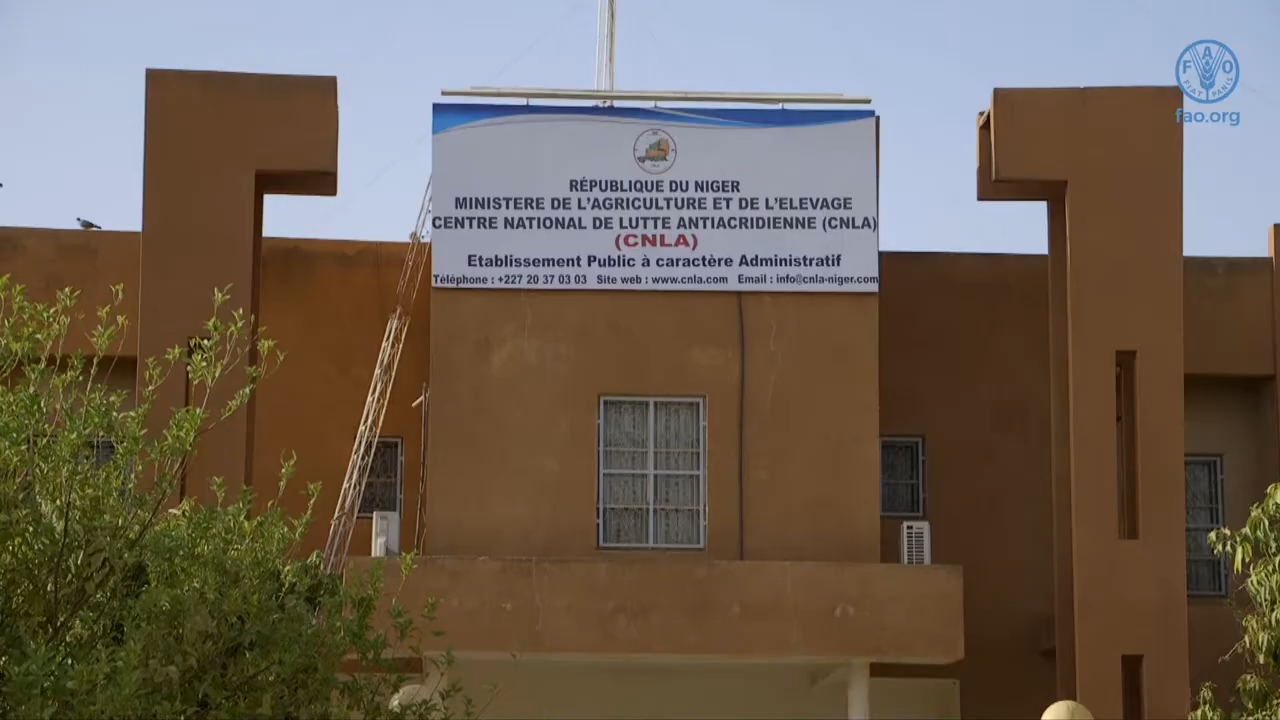 RÉPUBLIQUE DU NIGER
MINISTERE DE L'AGRICULTURE ET DE L'ELEVAGE
CENTRE NATIONAL DE LUTTE ANTIACRIDIENNE (CNLA)
(CNLA)
Etablissement Public à caractère Administratif
Téléphone : +227 20 37 03 03 Site web : www.cnla.com Email : info@cnla-niger.com
F A O
FIAT PANIS
fao.org